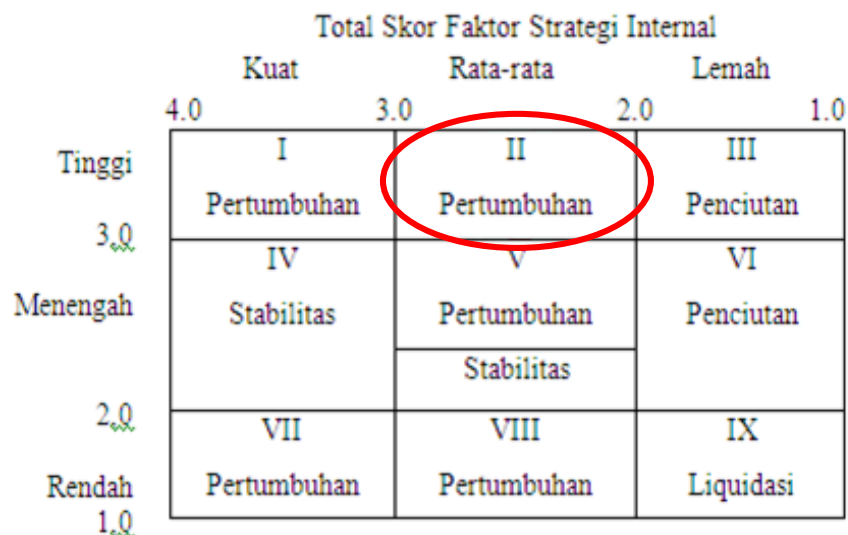 Total Skor Faktor Strategi Internal
Kuat Rata-rata Lemah
4.0 3.0 2.0 1.0
Tinggi I II III
Pertumbuhan Pertumbuhan Penciutan
3.0
IV V VI
Menengah Stabilitas Pertumbuhan Penciutan
Stabilitas
2.0
VII VIII IX
Rendah Pertumbuhan Pertumbuhan Liquidasi
1.0